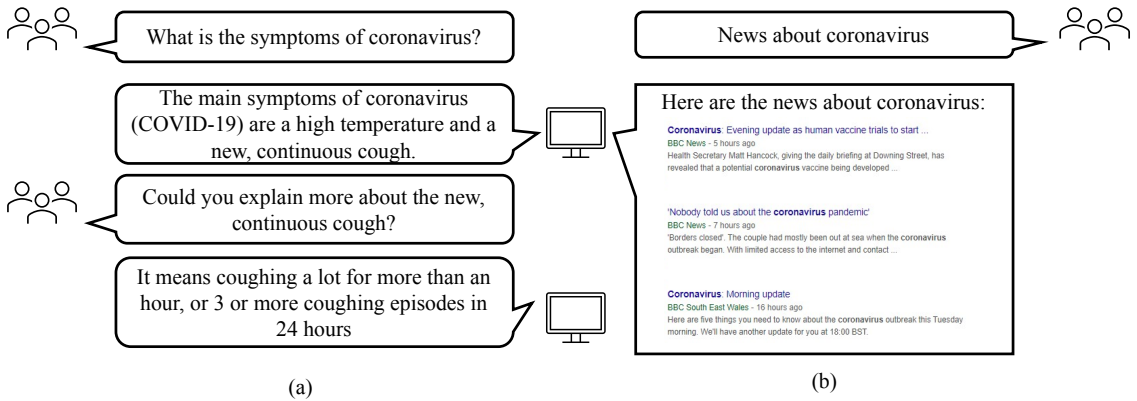 What is the symptoms of coronavirus?
The main symptoms of coronavirus
(COVID-19) are a high temperature and a
new, continuous cough.
Could you explain more about the new,
continuous cough?
It means coughing a lot for more than an
hour, or 3 or more coughing episodes in
24 hours
(a)
News about coronavirus
Here are the news about coronavirus:
Coronavirus: Evening update as human vaccine trials to start ...
BBC News - 5 hours ago
Health Secretary Matt Hancock, giving the daily briefing at Downing Street, has
revealed that a potential coronavirus vaccine being developed ...
'Nobody told us about the coronavirus pandemic'
BBC News - 7 hours ago
'Borders closed'. The couple had mostly been out at sea when the coronavirus
outbreak began. With limited access to the internet and contact ...
Coronavirus: Morning update
BBC South East Wales - 16 hours ago
Here are five things you need to know about the coronavirus outbreak this Tuesday
morning. We'll have another update for you at 18:00 BST.
(b)